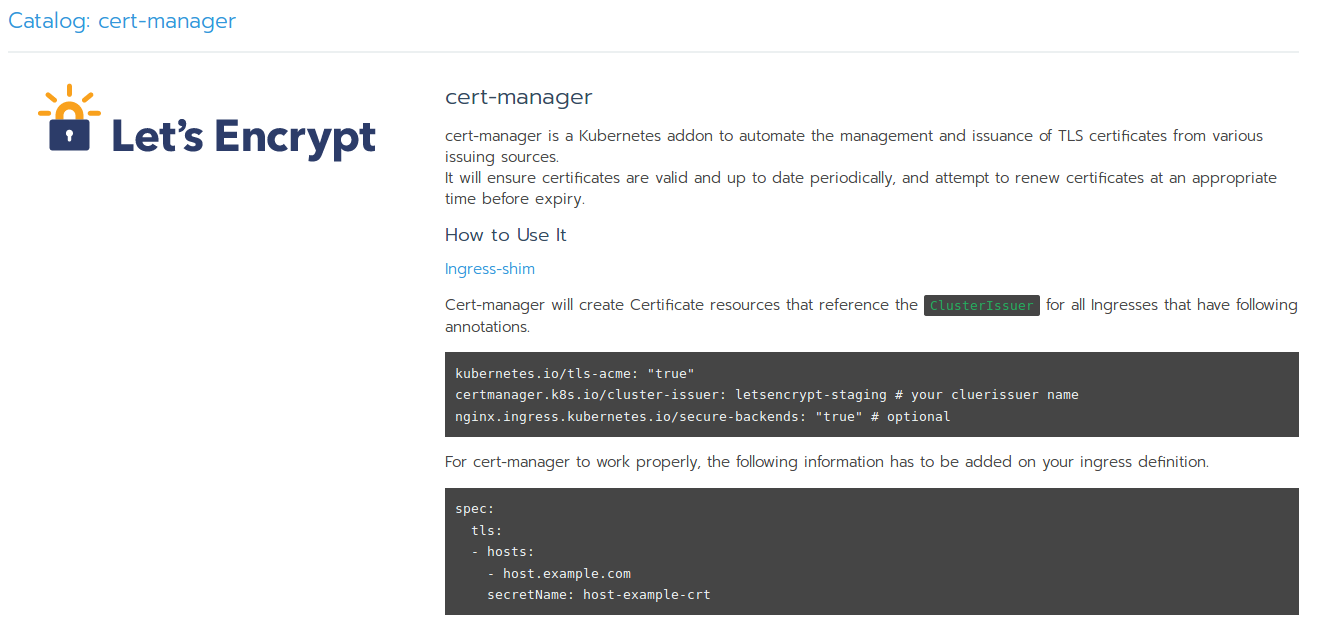 Catalog: cert-manager
Let's Encrypt
cert-manager
cert-manager is a Kubernetes addon to automate the management and issuance of TLS certificates from various
issuing sources.
It will ensure certificates are valid and up to date periodically, and attempt to renew certificates at an appropriate
time before expiry.
How to Use It
Ingress-shim
Cert-manager will create Certificate resources that reference the ClusterIssuer for all Ingresses that have following
annotations.
kubernetes.io/tls-acme: "true"
certmanager.k8s.io/cluster-issuer: letsencrypt-staging # your cluerissuer name
nginx.ingress.kubernetes.io/secure-backends: "true" # optional
For cert-manager to work properly, the following information has to be added on your ingress definition.
spec:
  tls:
  - hosts:
    - host.example.com
    secretName: host-example-crt